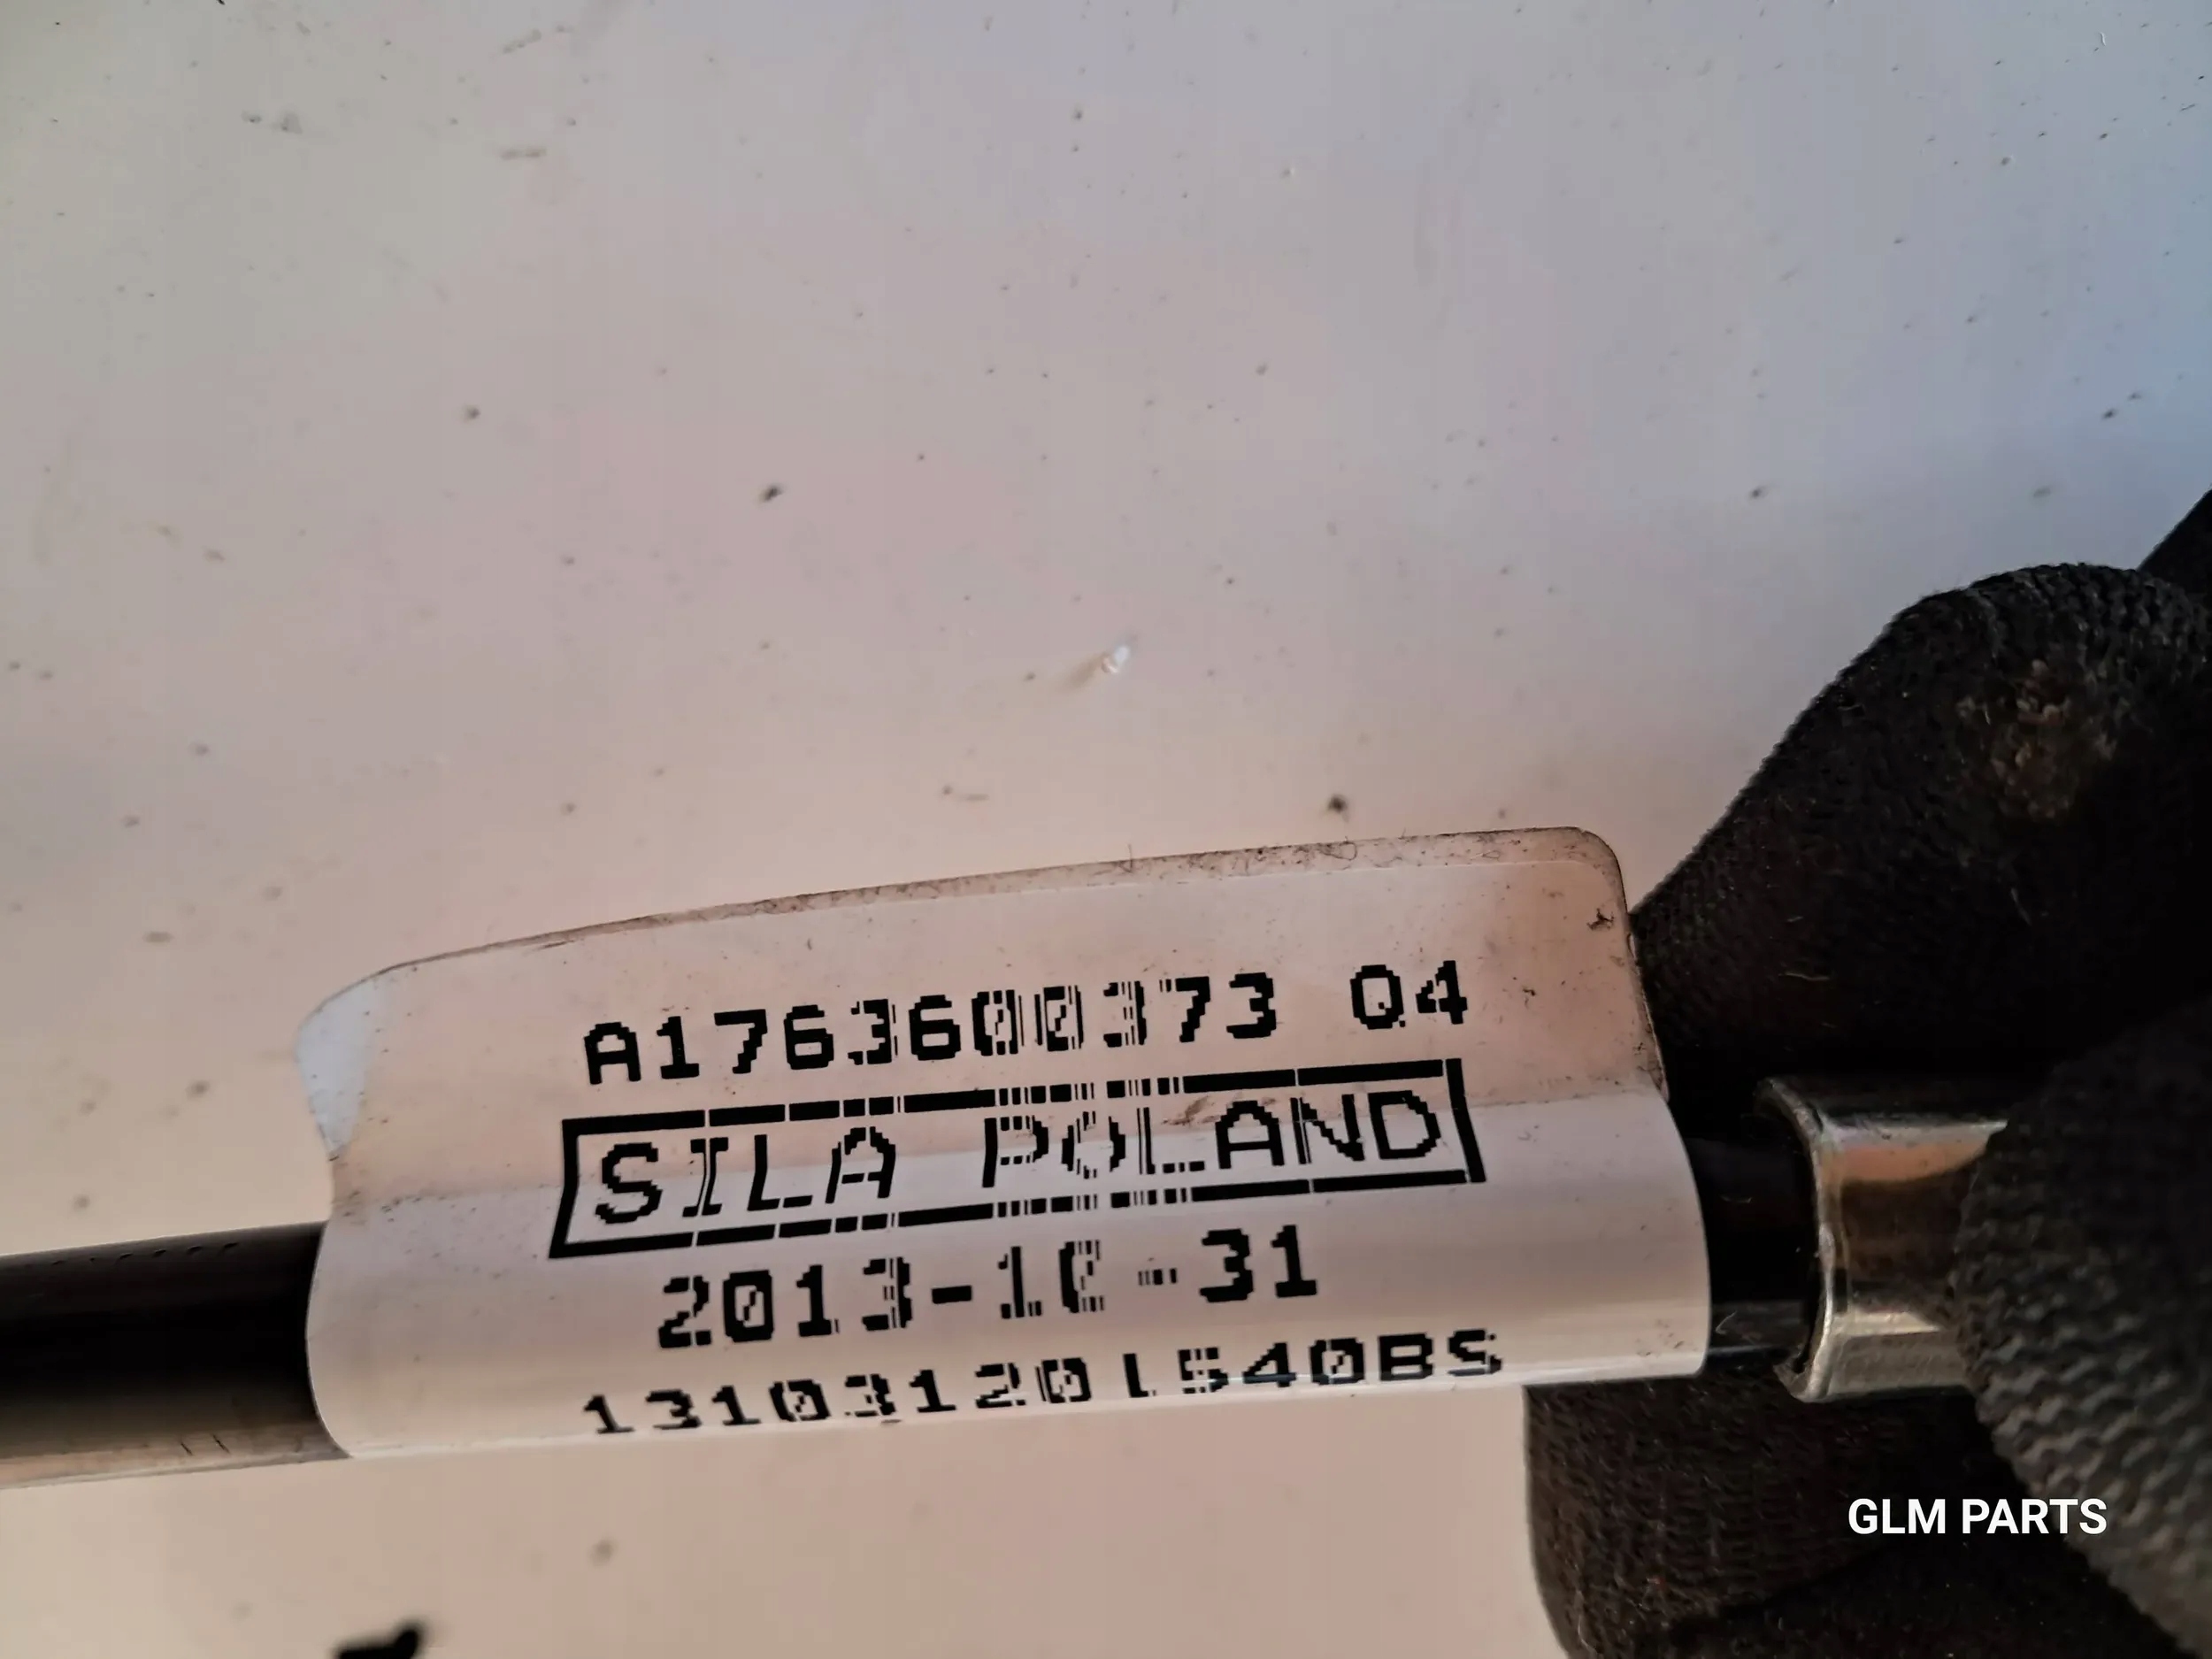 A1763600373 Q4
SILA POLAND
2013-10-31
131031201540BS
GLM PARTS